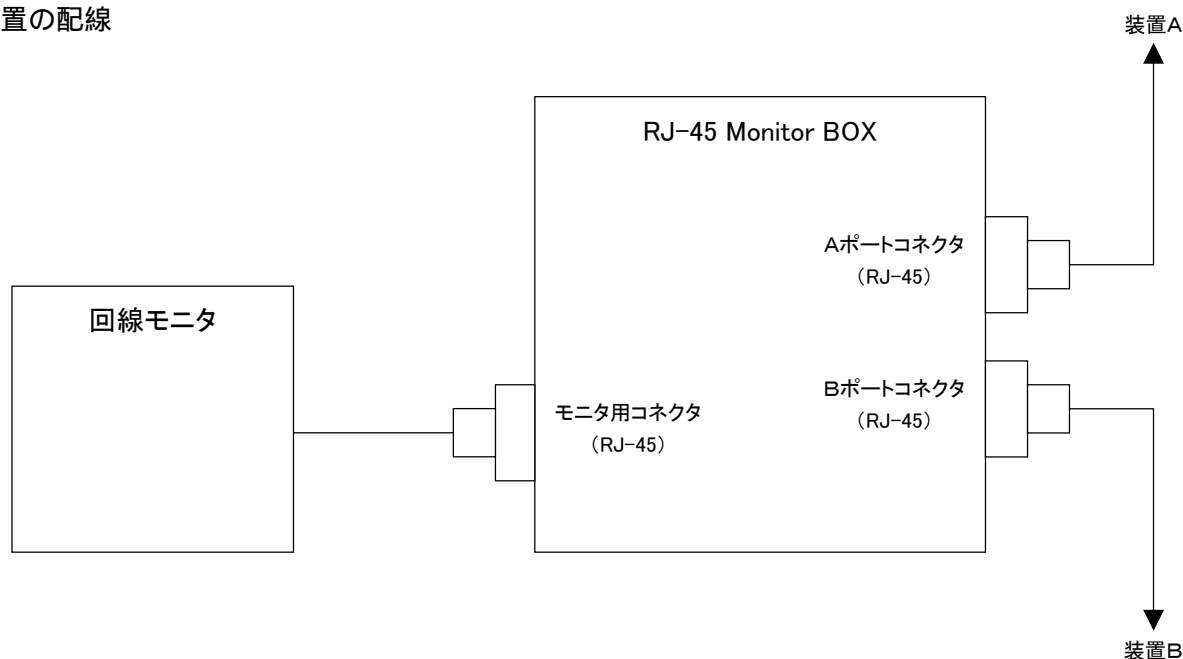 置の配線
装置A
RJ-45 Monitor BOX
Aポートコネクタ
(RJ-45)
回線モニタ
Bポートコネクタ
(RJ-45)
モニタ用コネクタ
(RJ-45)
装置B